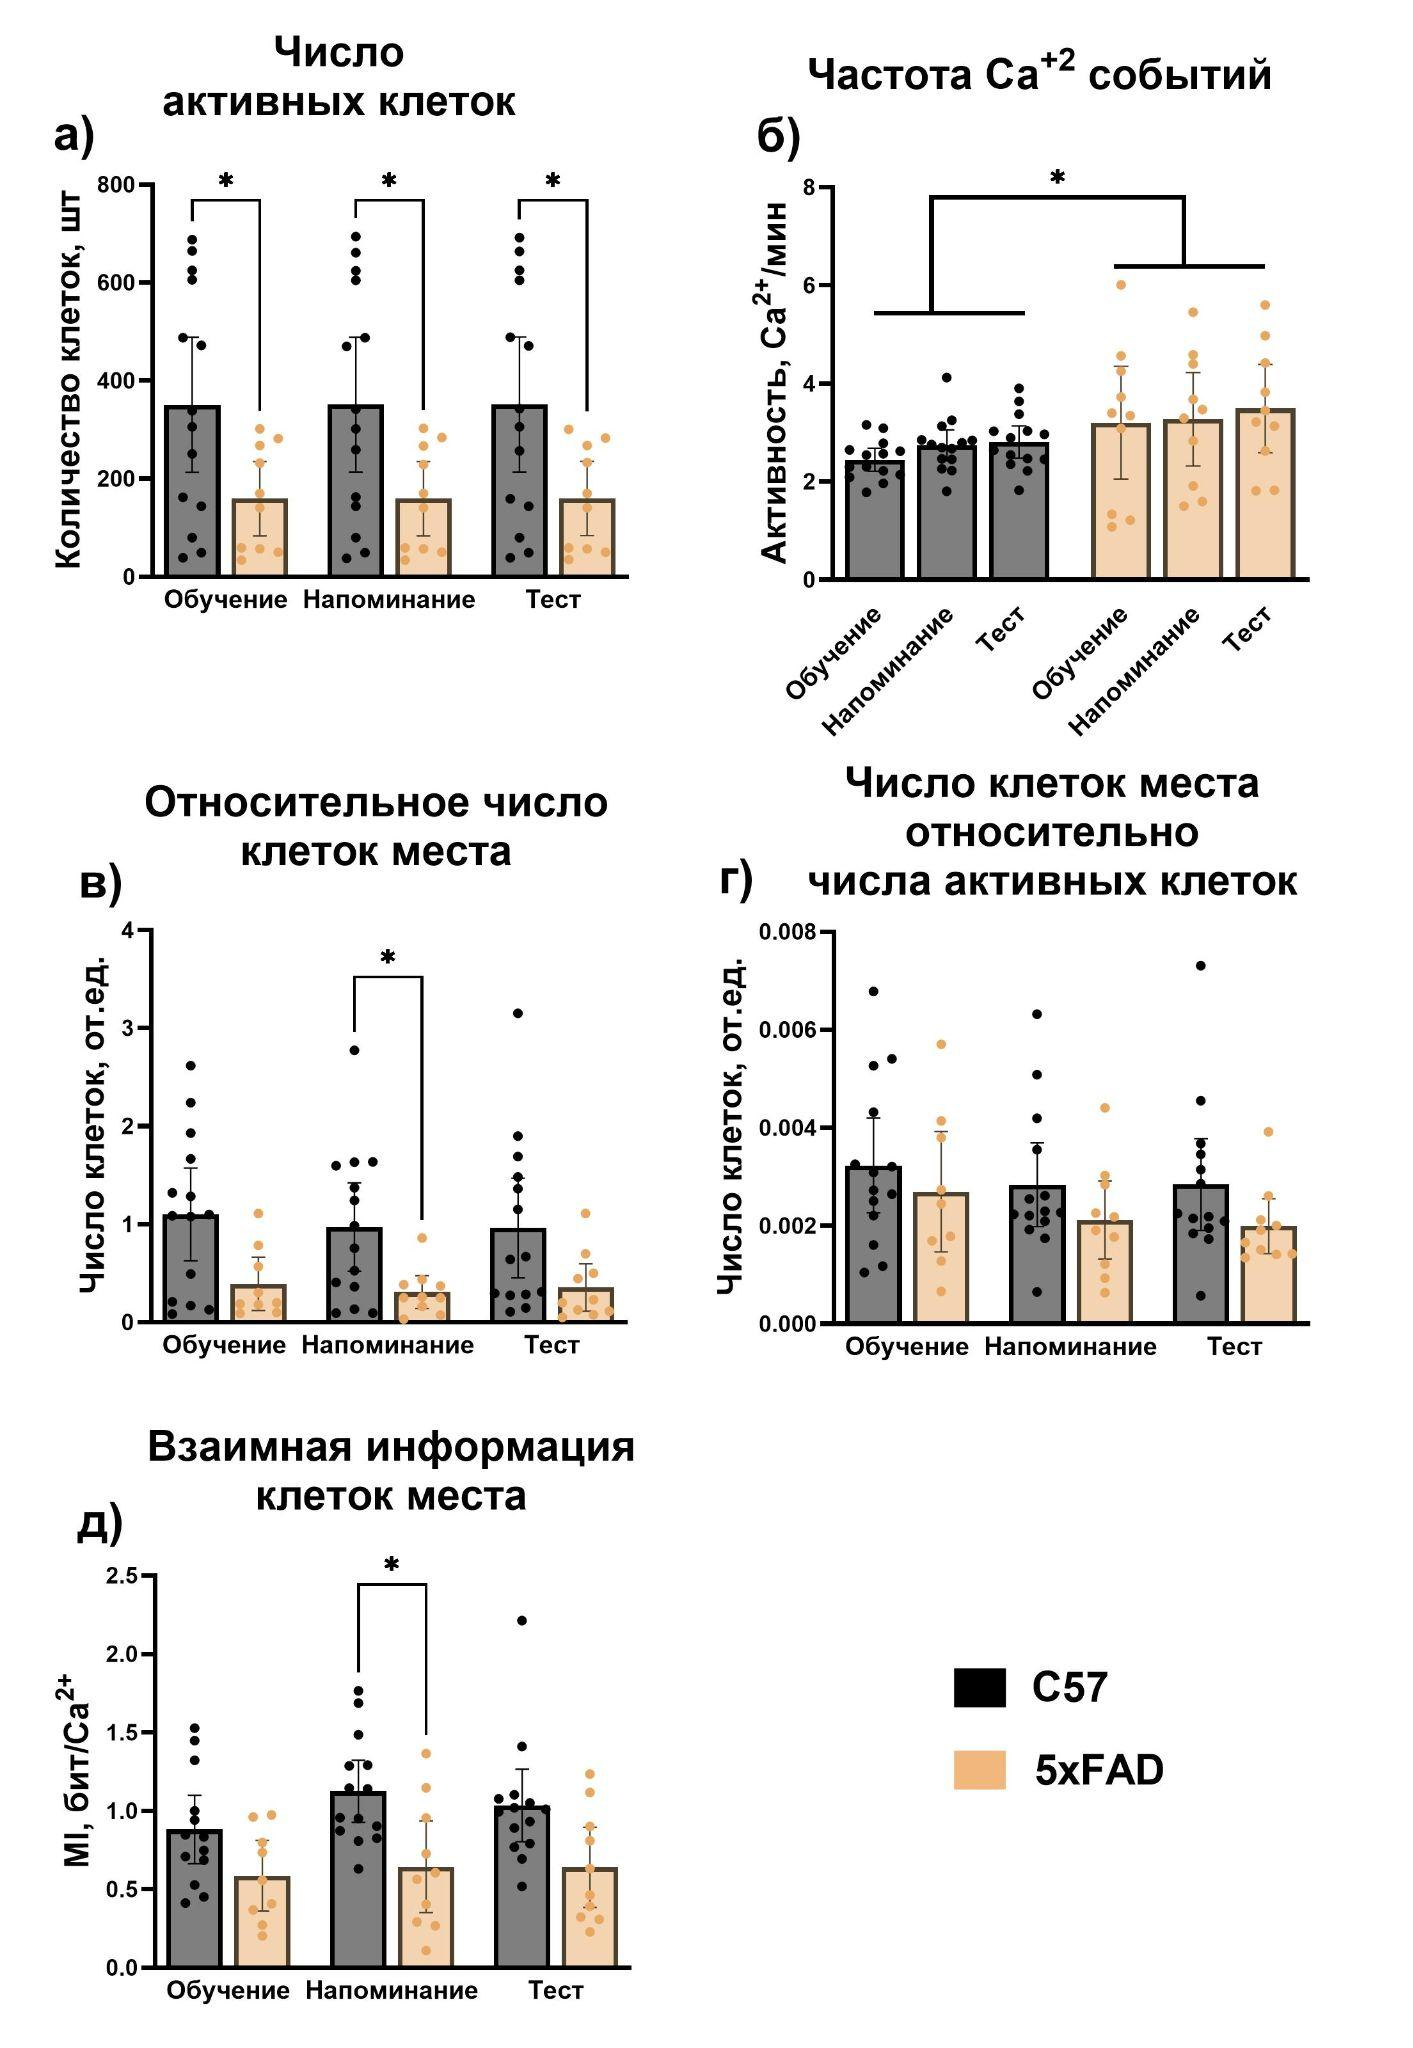 Число
активных клеток
а)
Количество клеток, шт
800
600
400
200
0
*
*
*
Обучение
Напоминание
Тест
Частота Ca⁺² событий
б)
Активность, Ca²⁺/мин
8
6
4
2
0
*
Обучение
Напоминание
Тест
Обучение
Напоминание
Тест
Относительное число
клеток места
в)
Число клеток, от.ед.
4
3
2
1
0
*
Обучение
Напоминание
Тест
Число клеток места
относительно
числа активных клеток
г)
Число клеток, от.ед.
0.008
0.006
0.004
0.002
0.000
Обучение
Напоминание
Тест
Взаимная информация
клеток места
д)
MI, бит/Ca²⁺
2.5
2.0
1.5
1.0
0.5
0.0
*
Обучение
Напоминание
Тест
C57
5xFAD